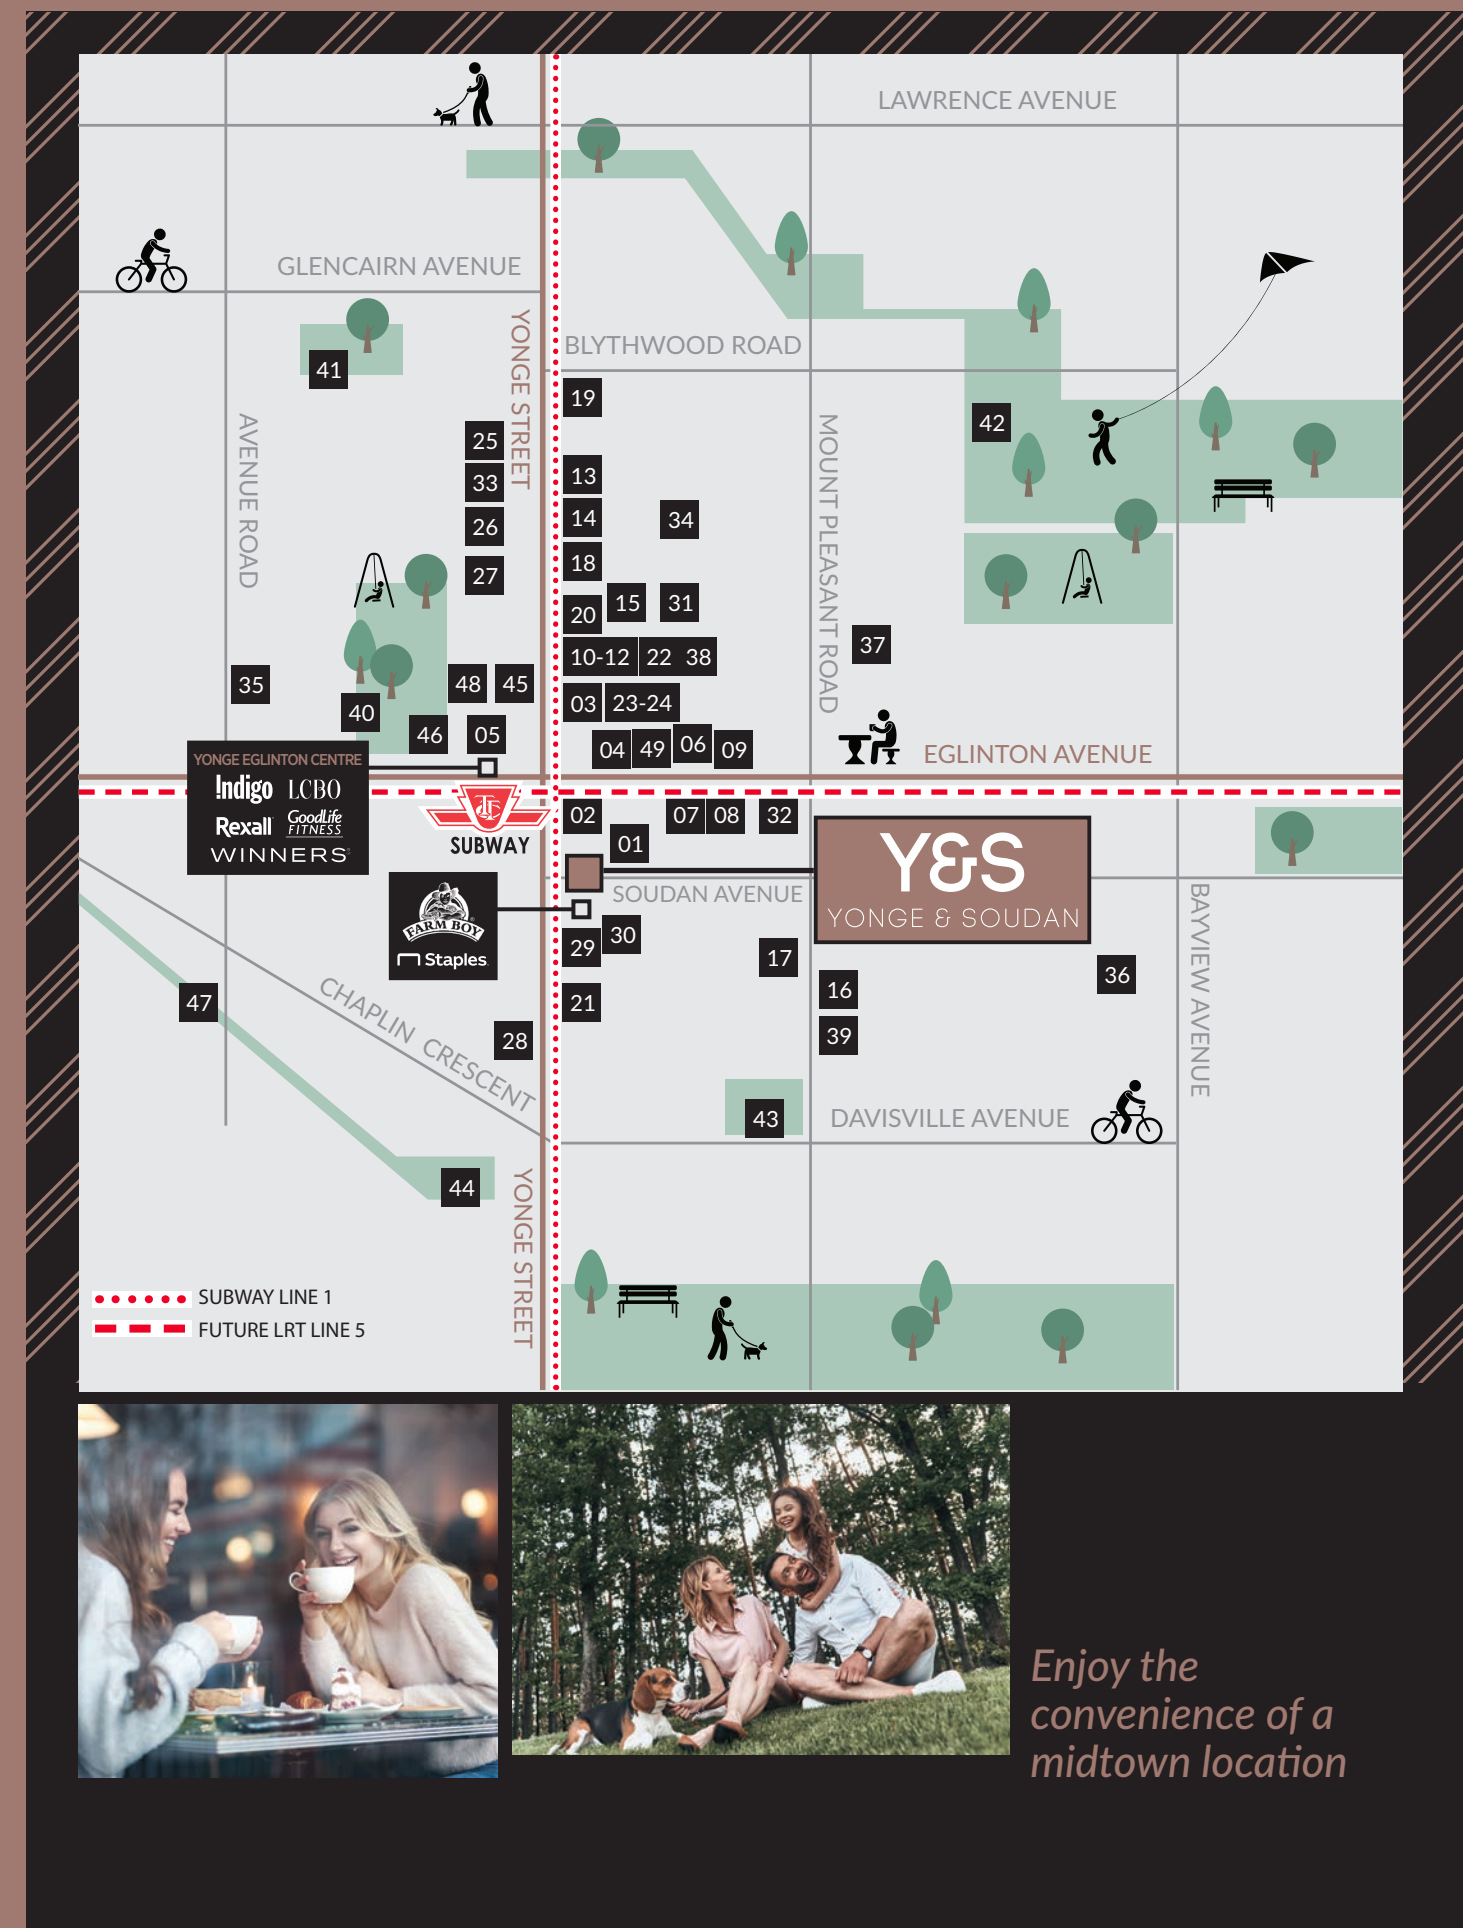 LAWRENCE AVENUE
GLENCAIRN AVENUE
YONGE STREET
BLYTHWOOD ROAD
41
19
AVENUE ROAD
MOUNT PLEASANT ROAD
42
25
33
26
27
13
14
34
18
20
15
31
10-12
22
38
37
35
48
45
03
23-24
40
46
05
04
49
06
09
EGLINTON AVENUE
YONGE EGLINTON CENTRE
Indigo
LCBO
Rexall
GoodLife
FITNESS
WINNERS
TTC
SUBWAY
02
07
08
32
01
Y&S
YONGE & SOUDAN
SOUDAN AVENUE
BAYVIEW AVENUE
FARM BOY
Staples
29
30
17
36
16
21
39
47
CHAPLIN CRESCENT
28
43
DAVISVILLE AVENUE
44
YONGE STREET
SUBWAY LINE 1
FUTURE LRT LINE 5
Enjoy the
convenience of a
midtown location